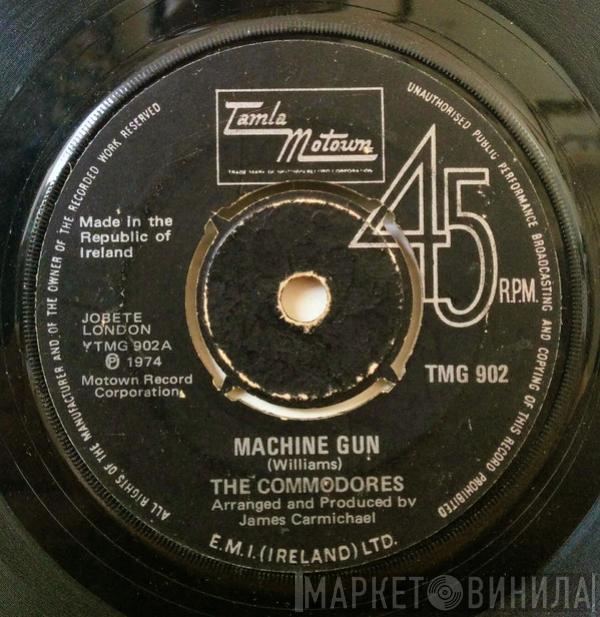 ALL RIGHTS OF THE MANUFACTURER AND OF THE OWNER OF THE RECORDED WORK RESERVED
UNAUTHORISED PUBLIC PERFORMANCE BROADCASTING AND COPYING OF THIS RECORD PROHIBITED
Tamla
Motown
TRADE MARK OF MOTOWN RECORD CORPORATION
45
R.P.M.
Made in the
Republic of
Ireland
JOBETE
LONDON
YTMG 902A
Ⓟ 1974
Motown Record
Corporation
TMG 902
MACHINE GUN
(Williams)
THE COMMODORES
Arranged and Produced by
James Carmichael
E.M.I. (IRELAND) LTD.
МАРКЕТ ВИНИЛА